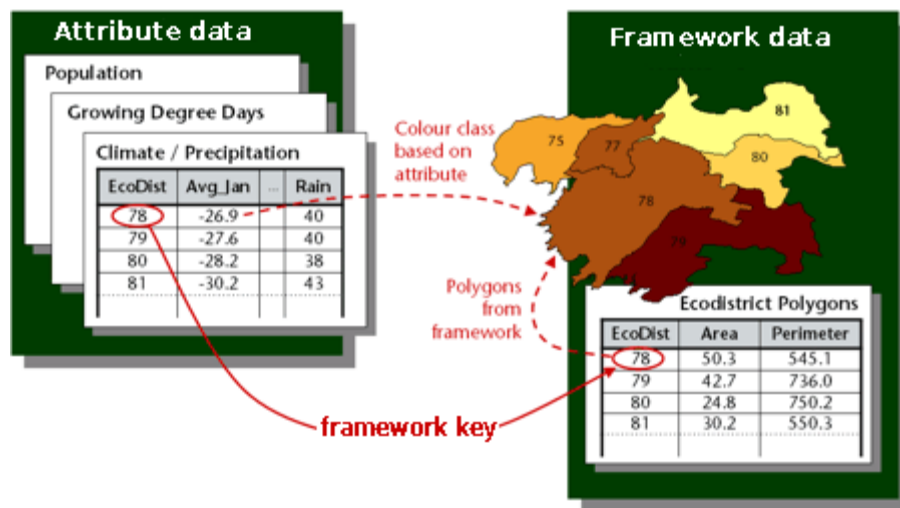 Attribute data
Population
Growing Degree Days
Climate / Precipitation
EcoDist Avg_Jan ... Rain
78 -26.9 40
79 -27.6 40
80 -28.2 38
81 -30.2 43
Colour class
based on
attribute
Framework data
81
75
77
80
78
79
Polygons
from
framework
Ecodistrict Polygons
EcoDist Area Perimeter
78 50.3 545.1
79 42.7 736.0
80 24.8 750.2
81 30.2 550.3
framework key